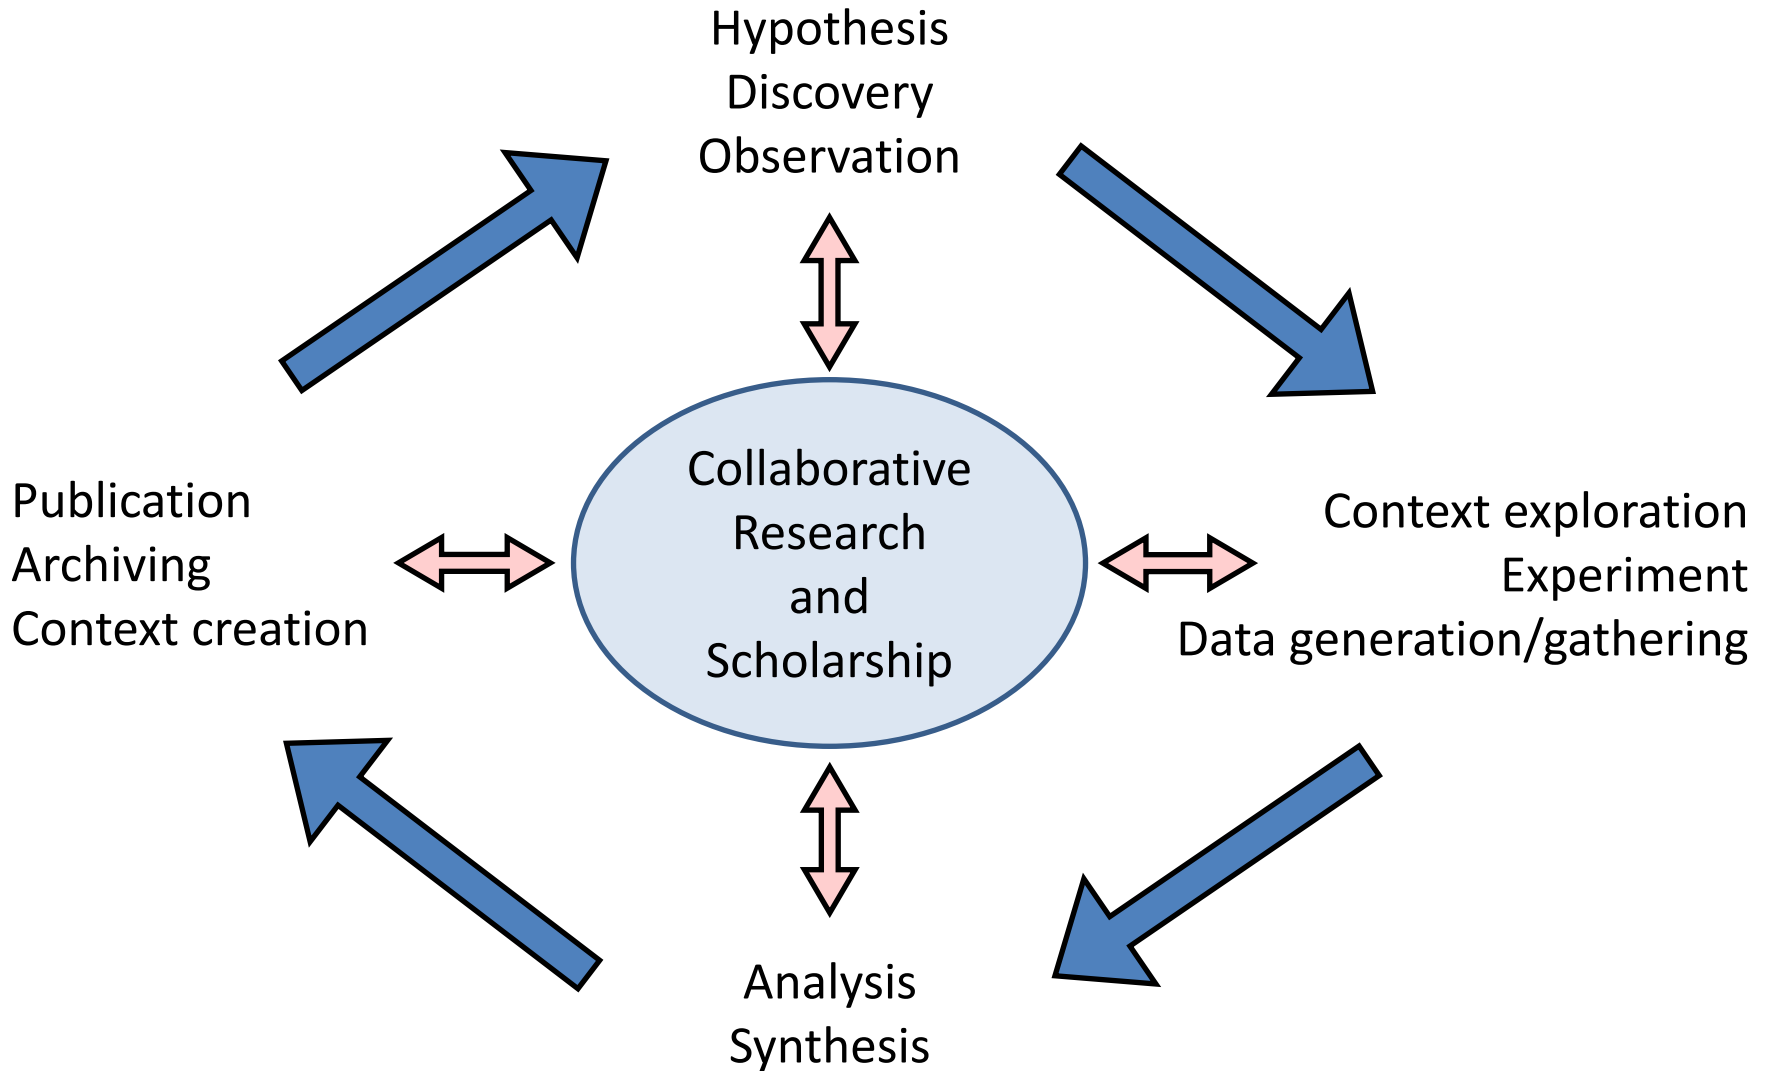 Hypothesis
Discovery
Observation
Publication
Archiving
Context creation
Collaborative
Research
and
Scholarship
Context exploration
Experiment
Data generation/gathering
Analysis
Synthesis